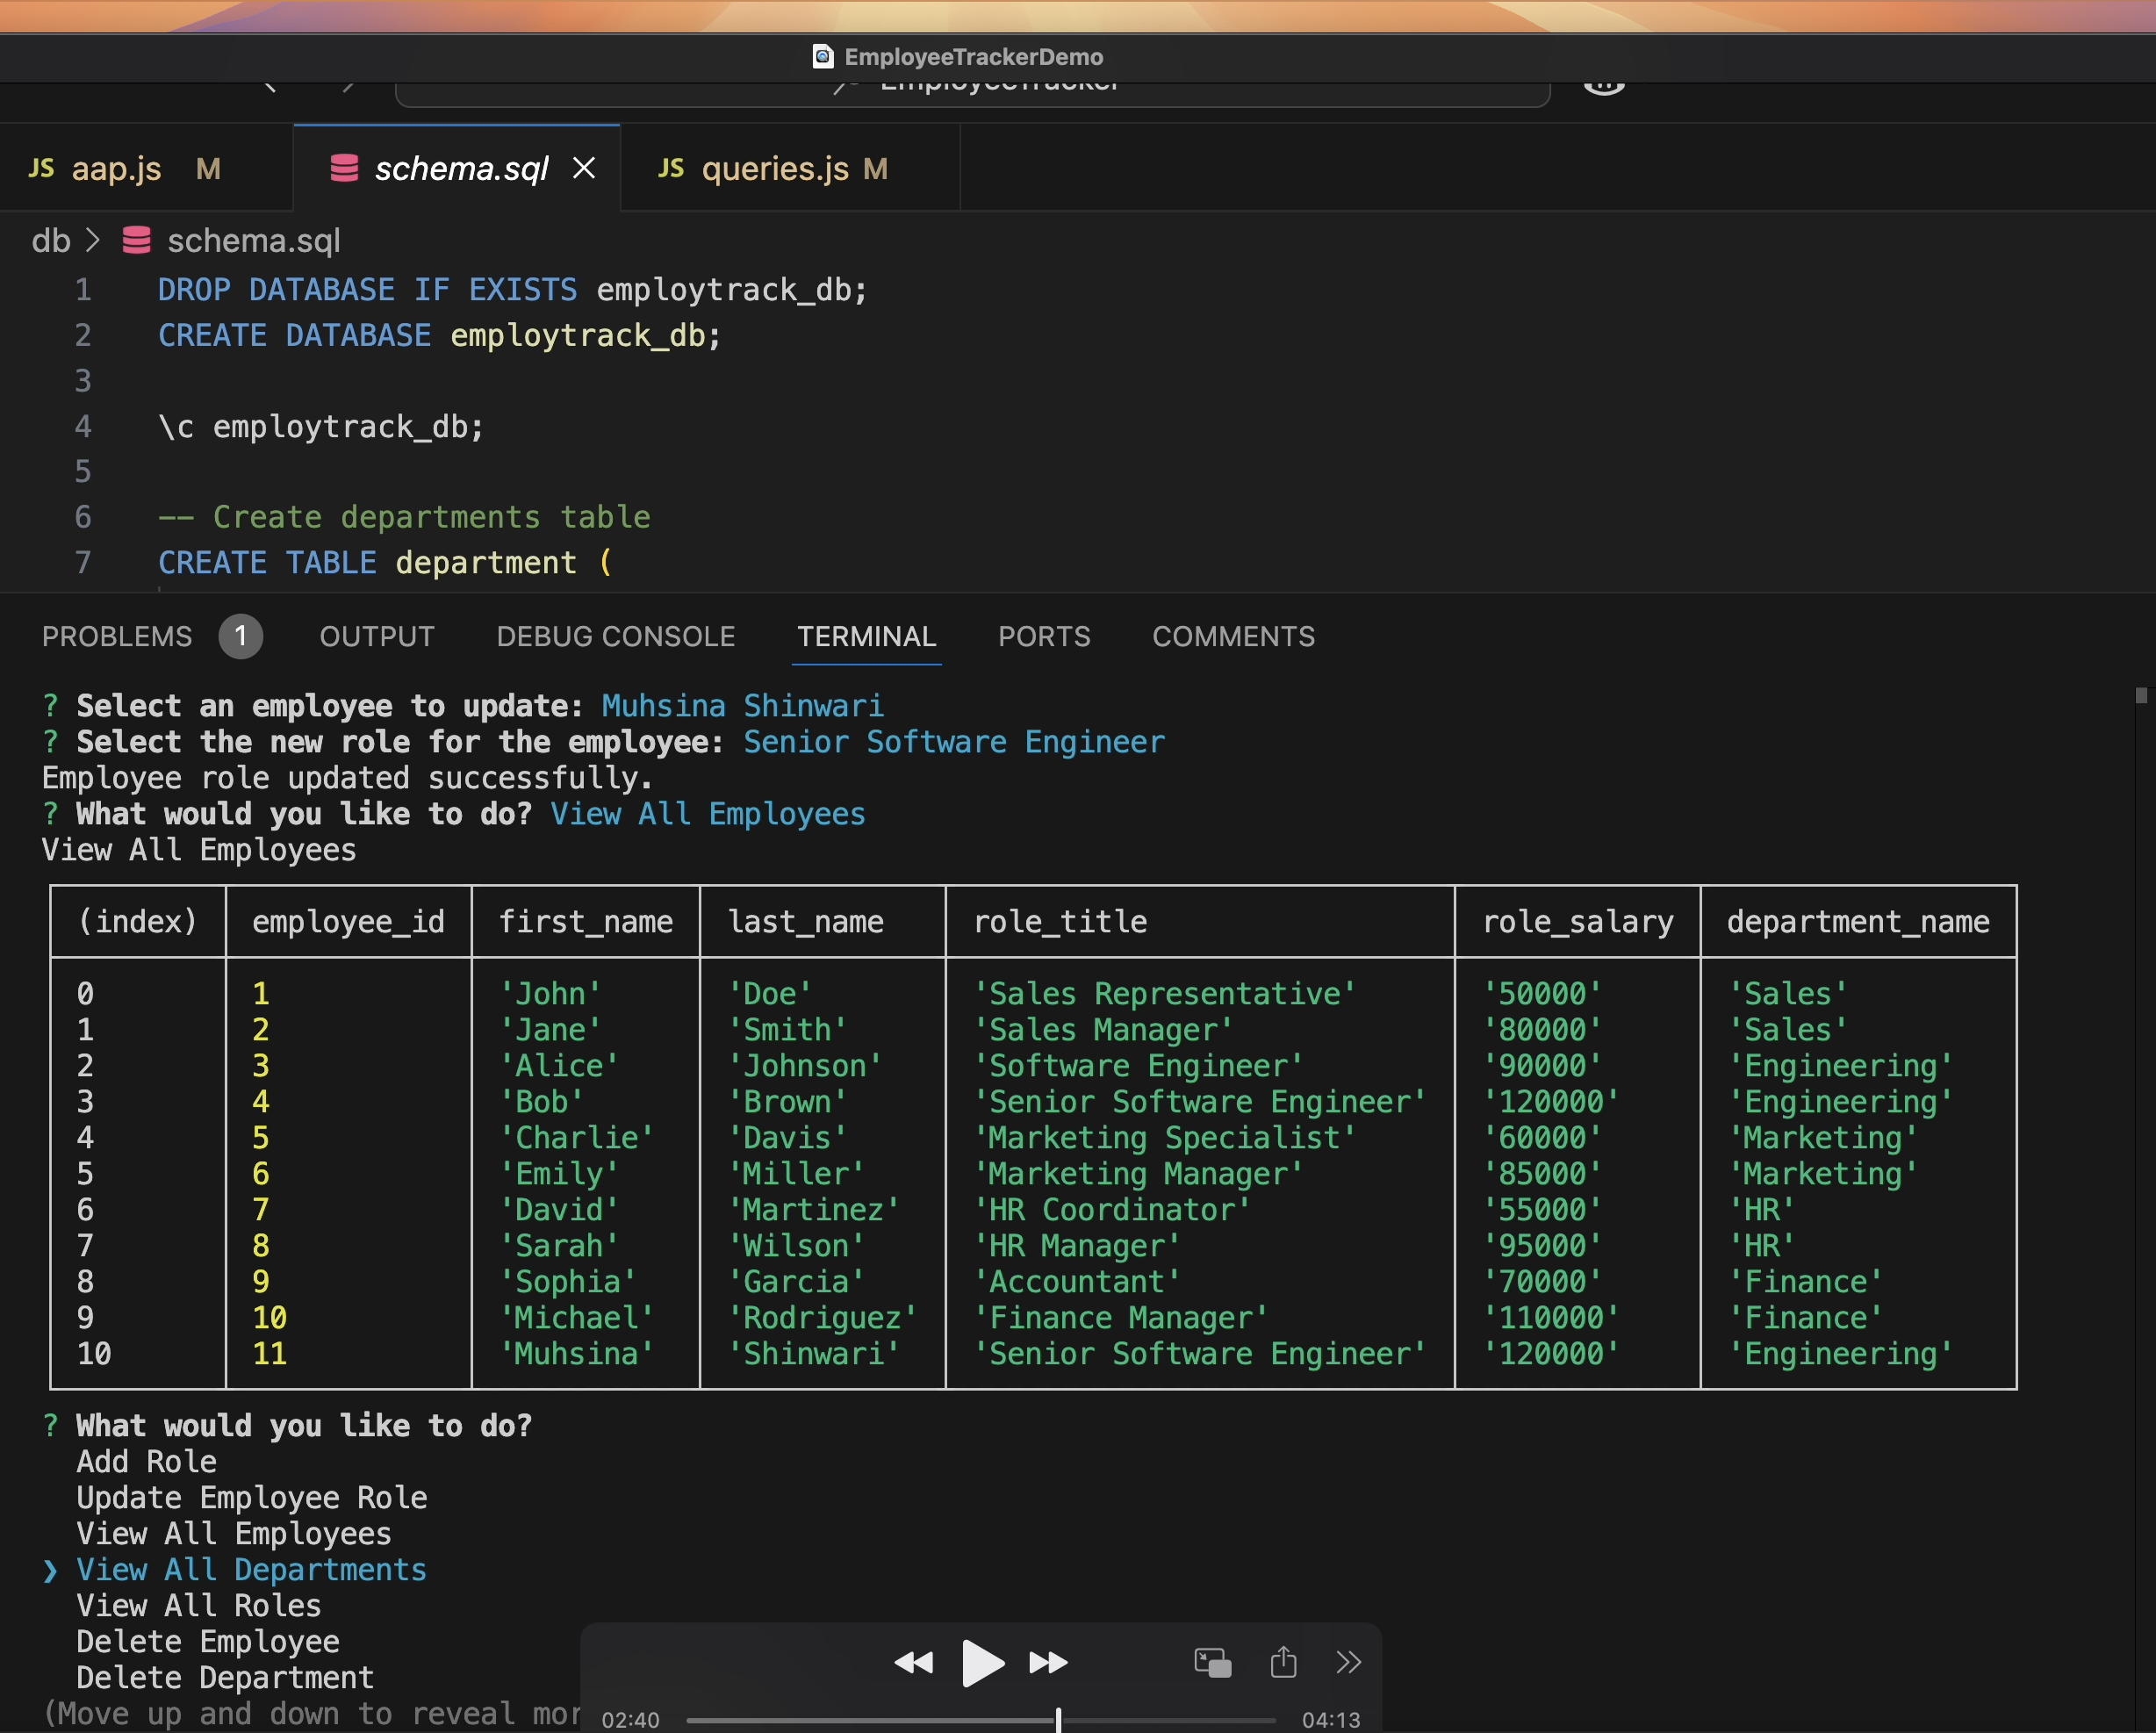 EmployeeTrackerDemo
EmployeeTracker
JS aap.js M
schema.sql
JS queries.js M
db > schema.sql
1 DROP DATABASE IF EXISTS employtrack_db;
2 CREATE DATABASE employtrack_db;
3
4 \c employtrack_db;
5
6 -- Create departments table
7 CREATE TABLE department (
PROBLEMS 1 OUTPUT DEBUG CONSOLE TERMINAL PORTS COMMENTS
? Select an employee to update: Muhsina Shinwari
? Select the new role for the employee: Senior Software Engineer
Employee role updated successfully.
? What would you like to do? View All Employees
View All Employees
(index) employee_id first_name last_name role_title role_salary department_name
0 1 'John' 'Doe' 'Sales Representative' '50000' 'Sales'
1 2 'Jane' 'Smith' 'Sales Manager' '80000' 'Sales'
2 3 'Alice' 'Johnson' 'Software Engineer' '90000' 'Engineering'
3 4 'Bob' 'Brown' 'Senior Software Engineer' '120000' 'Engineering'
4 5 'Charlie' 'Davis' 'Marketing Specialist' '60000' 'Marketing'
5 6 'Emily' 'Miller' 'Marketing Manager' '85000' 'Marketing'
6 7 'David' 'Martinez' 'HR Coordinator' '55000' 'HR'
7 8 'Sarah' 'Wilson' 'HR Manager' '95000' 'HR'
8 9 'Sophia' 'Garcia' 'Accountant' '70000' 'Finance'
9 10 'Michael' 'Rodriguez' 'Finance Manager' '110000' 'Finance'
10 11 'Muhsina' 'Shinwari' 'Senior Software Engineer' '120000' 'Engineering'
? What would you like to do?
Add Role
Update Employee Role
View All Employees
❯ View All Departments
View All Roles
Delete Employee
Delete Department
(Move up and down to reveal mor
02:40 04:13